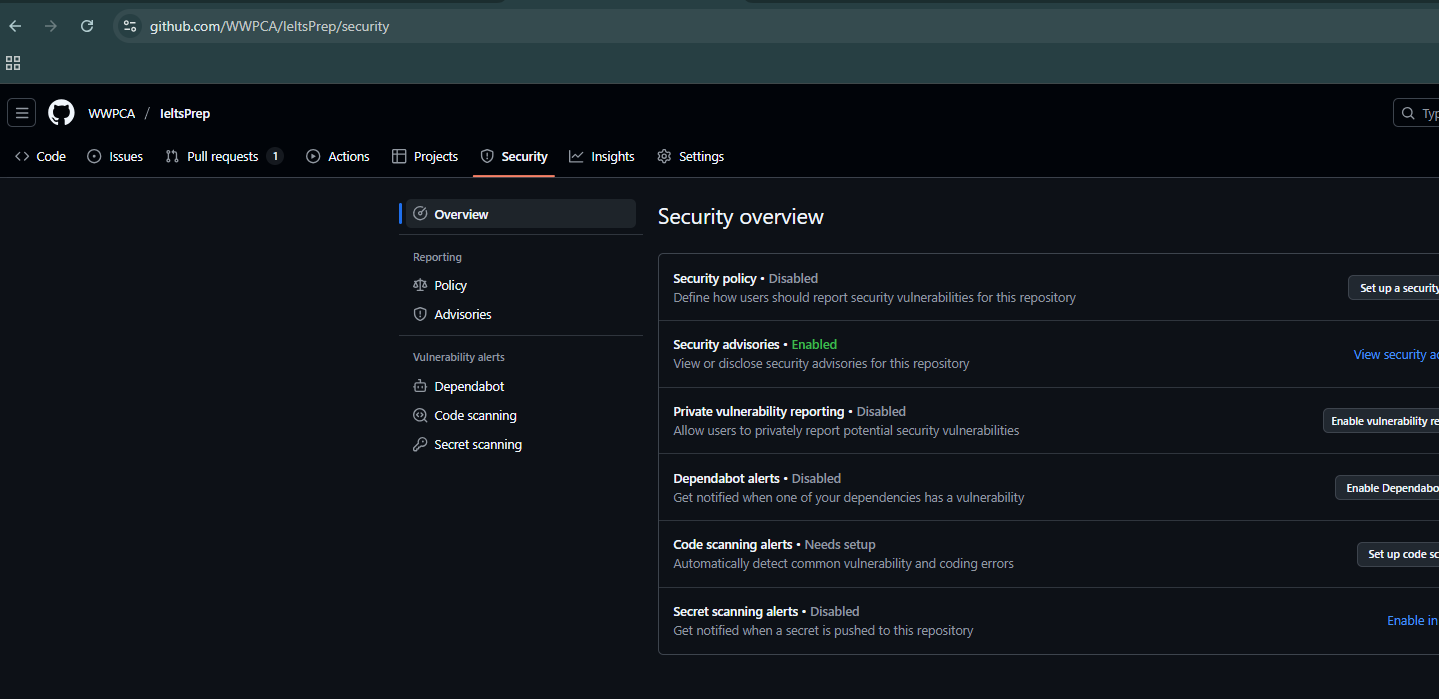 github.com/WWPCA/IeltsPrep/security
WWPCA / IeltsPrep
Code Issues Pull requests 1 Actions Projects Security Insights Settings
Overview
Reporting
Policy
Advisories
Vulnerability alerts
Dependabot
Code scanning
Secret scanning
Security overview
Security policy • Disabled
Define how users should report security vulnerabilities for this repository
Set up a security
Security advisories • Enabled
View or disclose security advisories for this repository
View security
Private vulnerability reporting • Disabled
Allow users to privately report potential security vulnerabilities
Enable vulnerability
Dependabot alerts • Disabled
Get notified when one of your dependencies has a vulnerability
Enable
Code scanning alerts • Needs setup
Automatically detect common vulnerability and coding errors
Set up code
Secret scanning alerts • Disabled
Get notified when a secret is pushed to this repository
Enable in